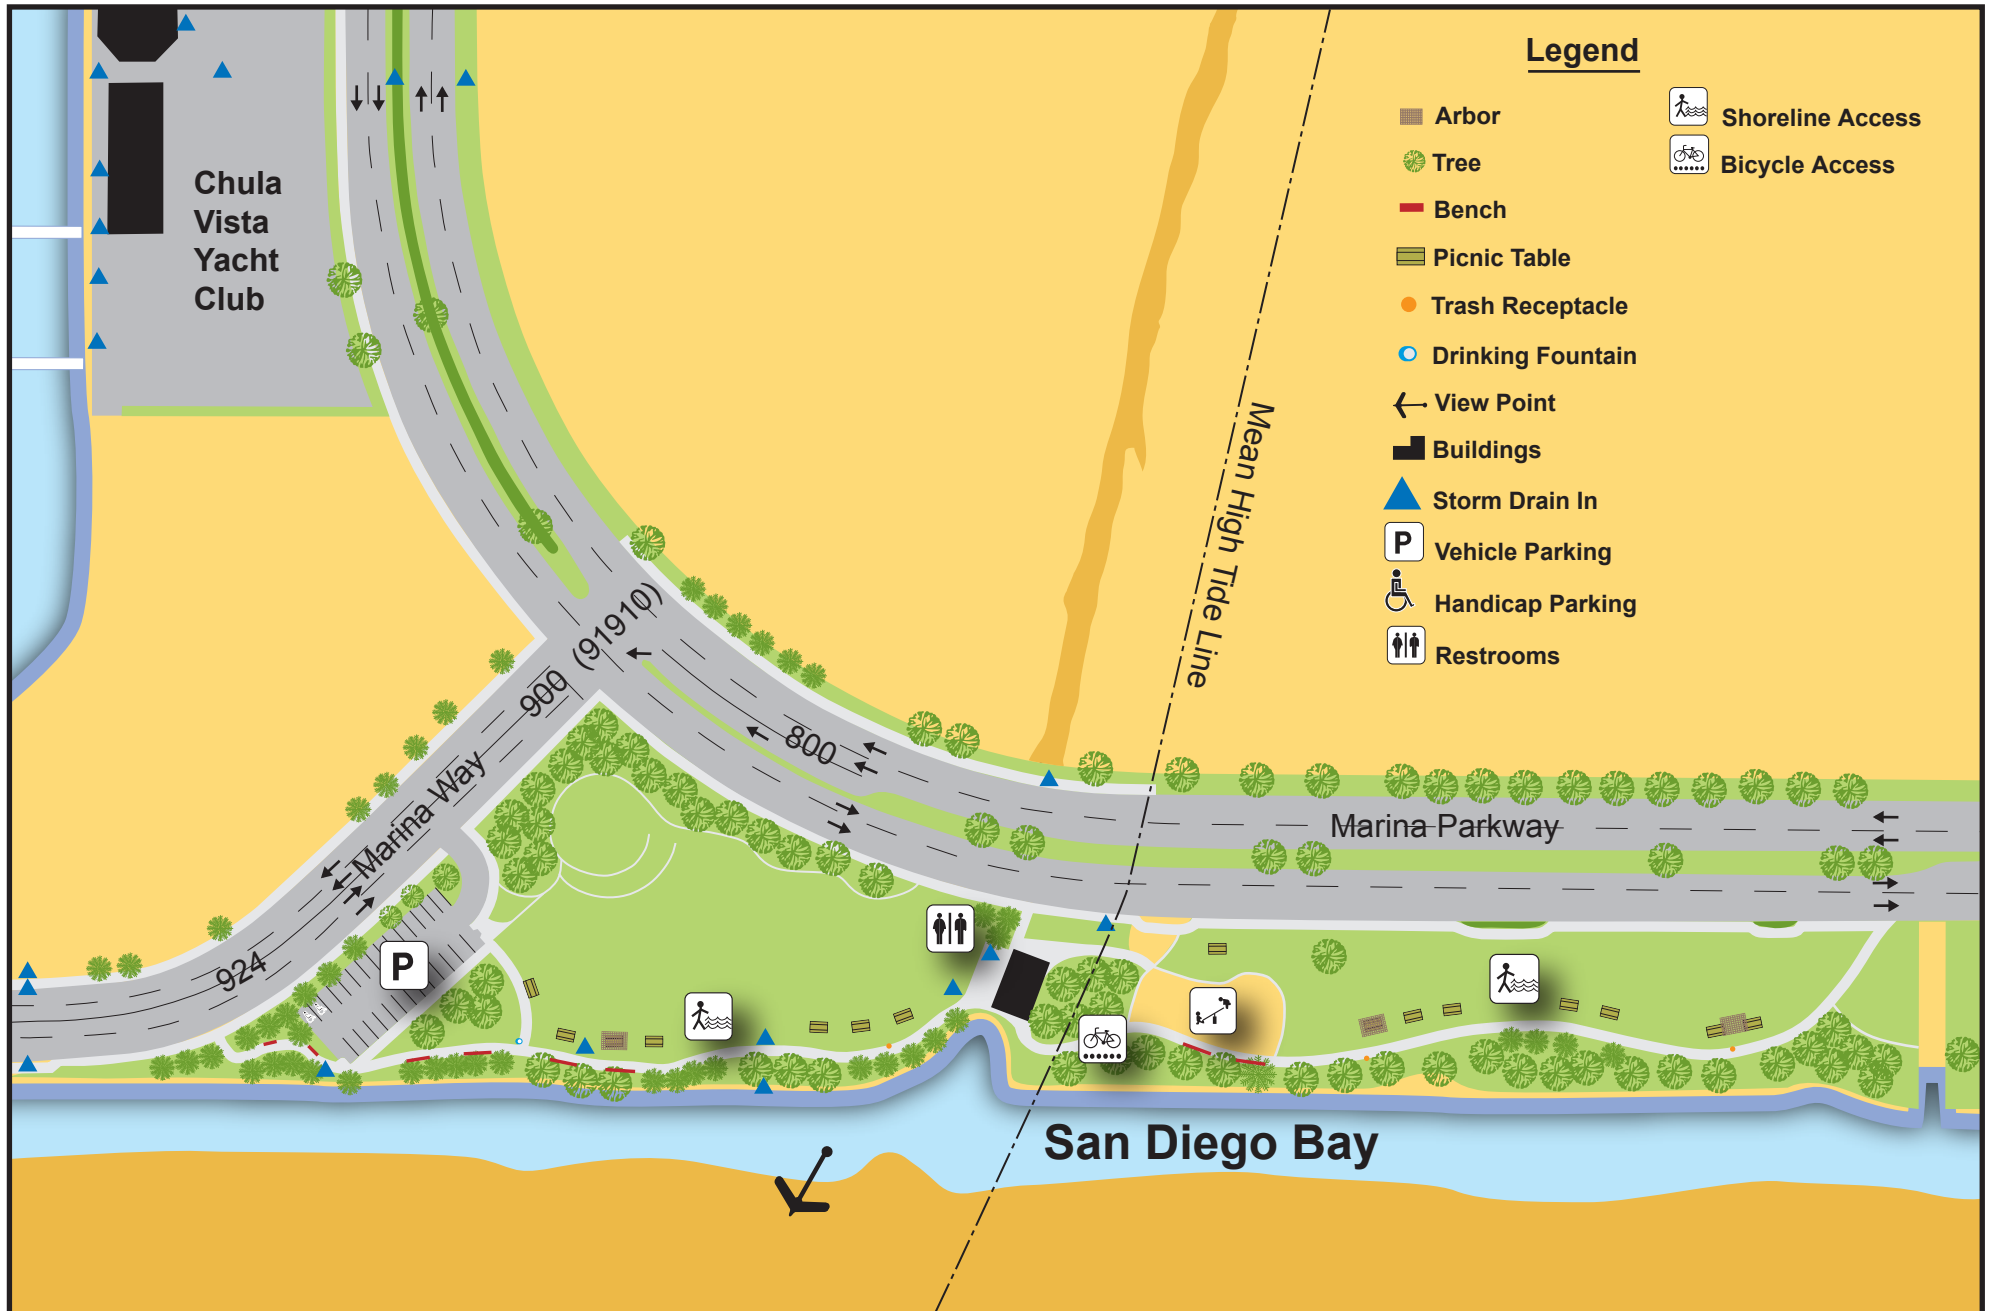 Legend
Arbor
Tree
Bench
Picnic Table
Trash Receptacle
Drinking Fountain
View Point
Buildings
Storm Drain In
P
Vehicle Parking
Handicap Parking
Restrooms
Shoreline Access
Bicycle Access
Chula
Vista
Yacht
Club
Mean High Tide Line
900 (91910)
800
Marina Way
Marina Parkway
924
P
San Diego Bay